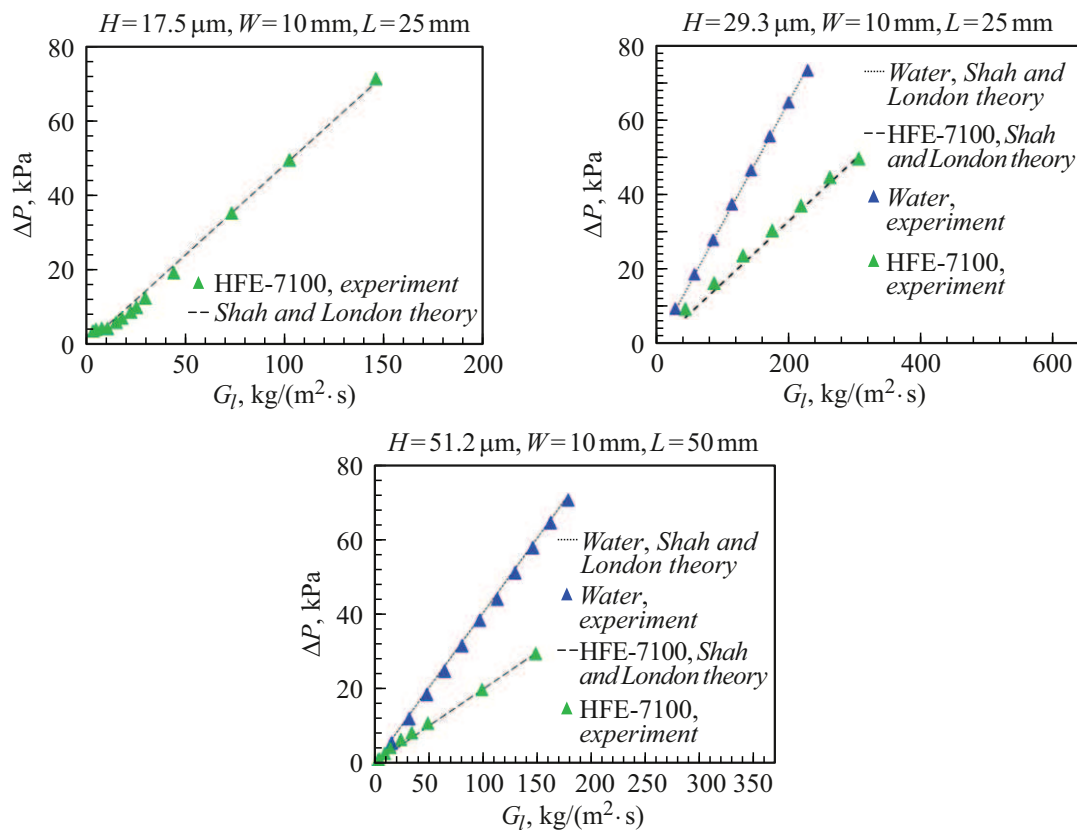 H = 17.5 μm, W = 10 mm, L = 25 mm
80
60
40
20
0
ΔP, kPa
HFE-7100, experiment
Shah and London theory
0 50 100 150 200
G_l, kg/(m²·s)
H = 29.3 μm, W = 10 mm, L = 25 mm
80
60
40
20
0
ΔP, kPa
Water, Shah and
London theory
HFE-7100, Shah
and London theory
Water,
experiment
HFE-7100,
experiment
0 200 400 600
G_l, kg/(m²·s)
H = 51.2 μm, W = 10 mm, L = 50 mm
80
60
40
20
0
ΔP, kPa
Water, Shah and
London theory
Water,
experiment
HFE-7100, Shah
and London theory
HFE-7100,
experiment
0 50 100 150 200 250 300 350
G_l, kg/(m²·s)